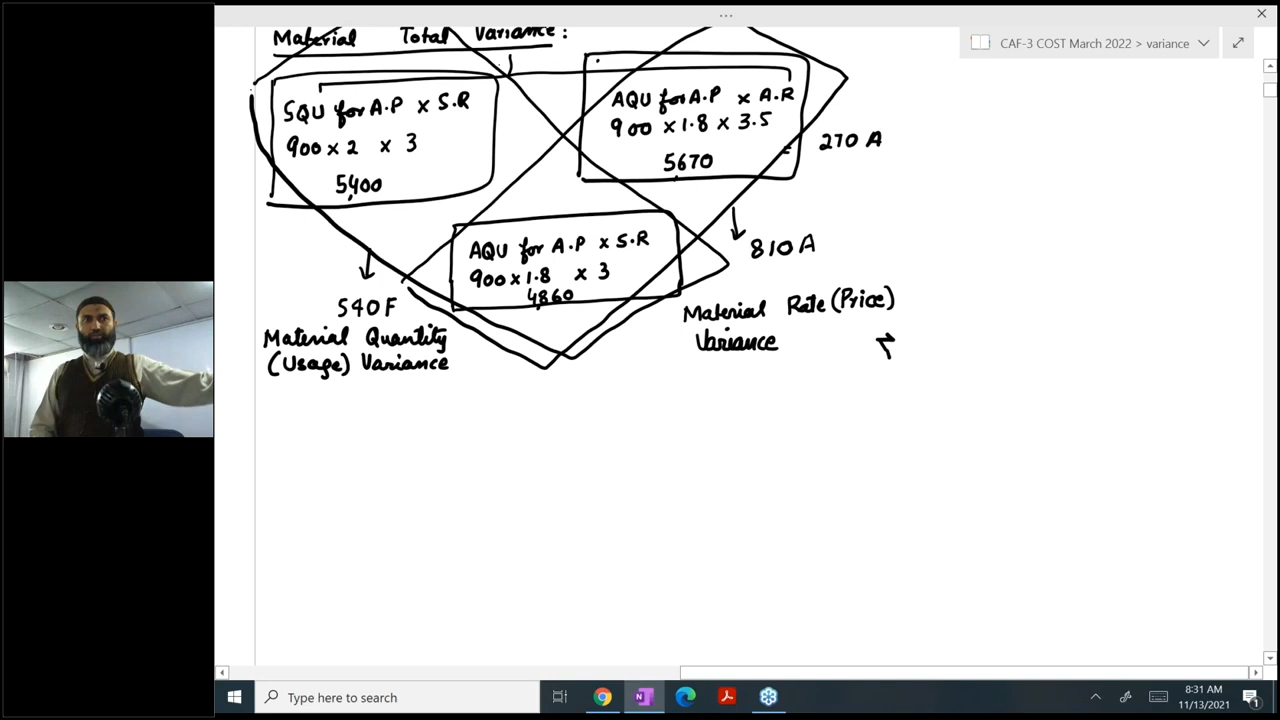 CAF-3 COST March 2022 > variance
Material Total Variance:
SQU for A.P x S.R
900 x 2 x 3
5400
AQU for A.P x A.R
900 x 1.8 x 3.5
5670
270 A
AQU for A.P x S.R
900 x 1.8 x 3
4860
810 A
540 F
Material Quantity
(Usage) Variance
Material Rate (Price)
Variance
Type here to search
8:31 AM
11/13/2021